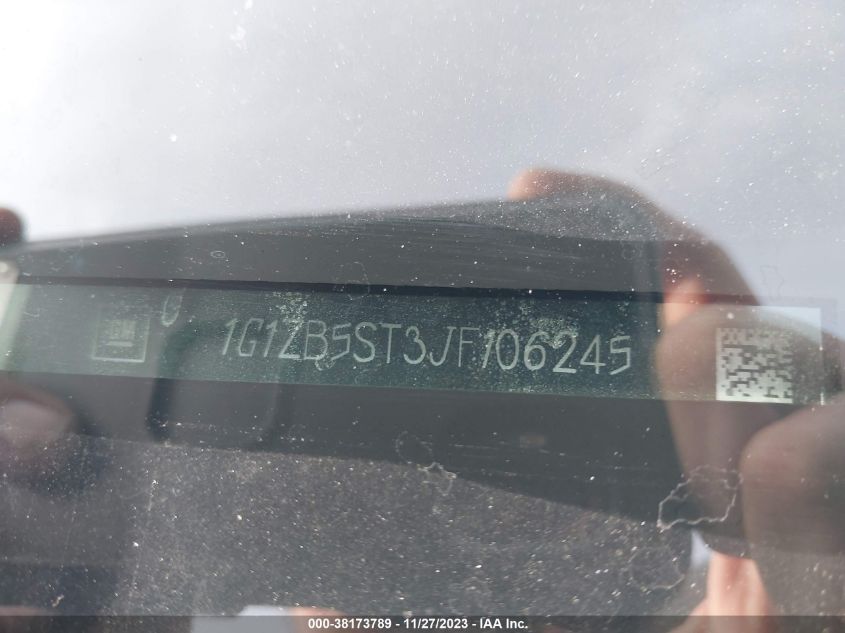 1G1ZB5ST3JF106245
000-38173789 - 11/27/2023 - IAA Inc.